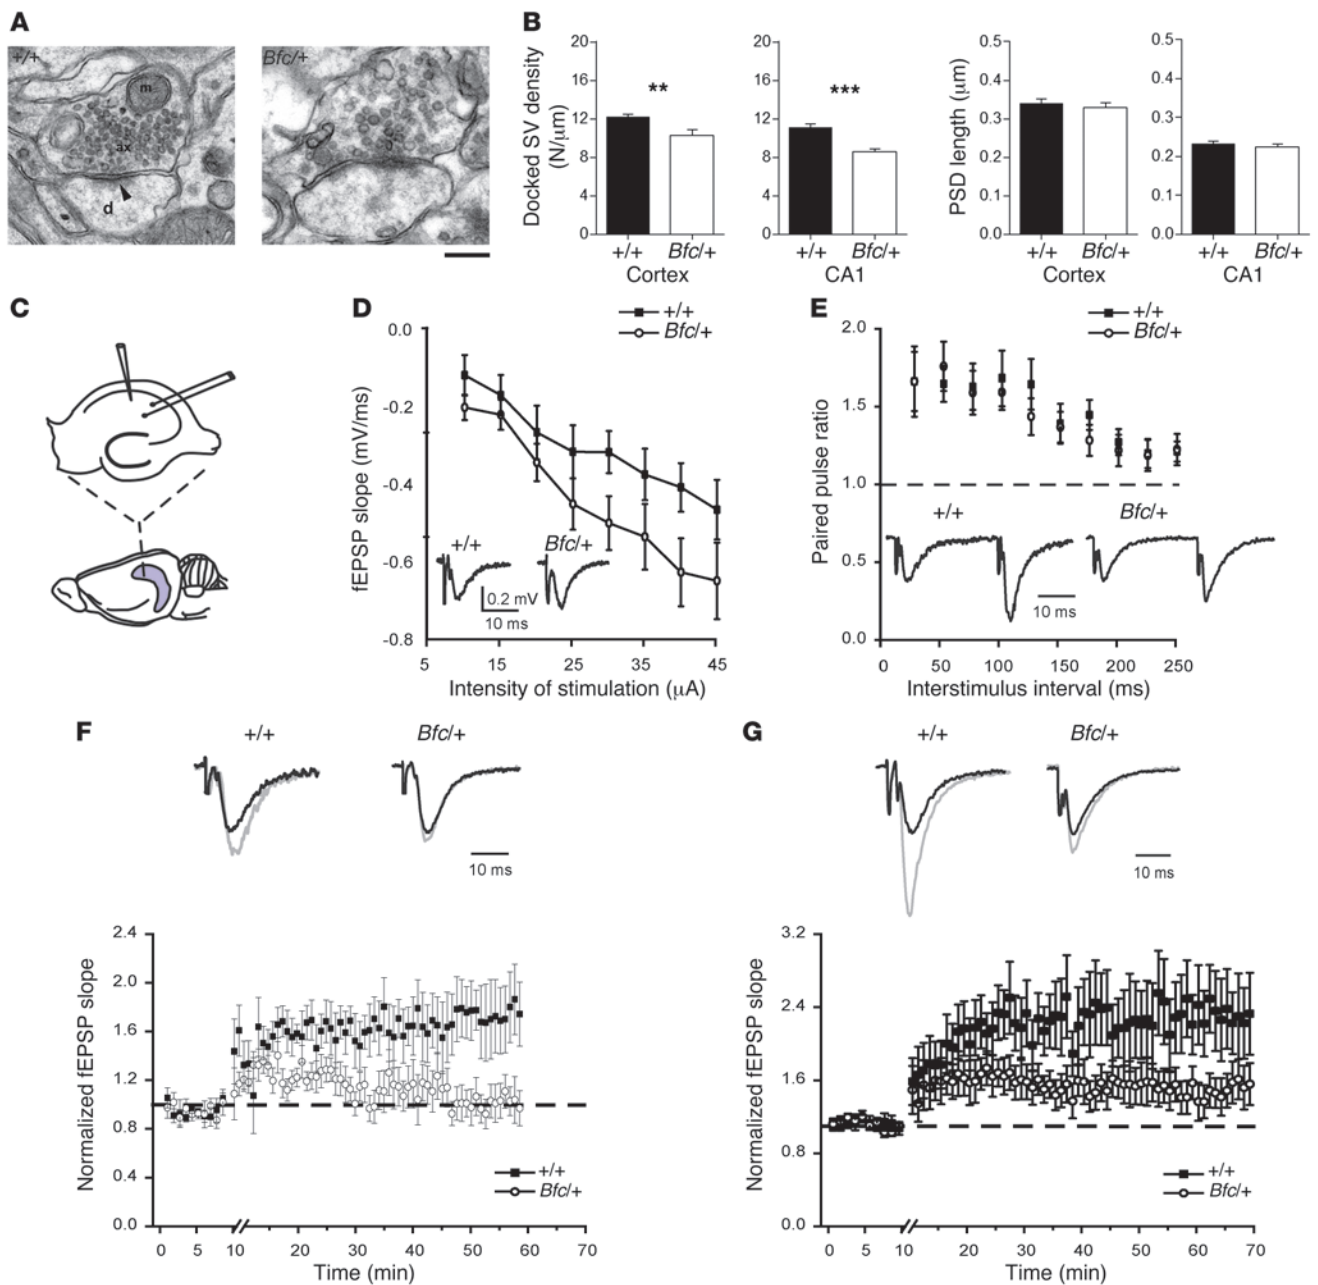 A
+/+
m
ax
d
Bfc/+
B
Docked SV density
(N/μm)
20
16
12
8
4
0
**
+/+ Bfc/+
Cortex
20
16
12
8
4
0
***
+/+ Bfc/+
CA1
PSD length (μm)
0.5
0.4
0.3
0.2
0.1
0.0
+/+ Bfc/+
Cortex
0.5
0.4
0.3
0.2
0.1
0.0
+/+ Bfc/+
CA1
C
D
+/+
Bfc/+
fEPSP slope (mV/ms)
0.0
-0.2
-0.4
-0.6
-0.8
+/+
Bfc/+
0.2 mV
10 ms
5 15 25 35 45
Intensity of stimulation (μA)
E
+/+
Bfc/+
Paired pulse ratio
2.0
1.5
1.0
0.5
0.0
+/+
Bfc/+
10 ms
0 50 100 150 200 250
Interstimulus interval (ms)
F
+/+
Bfc/+
10 ms
Normalized fEPSP slope
2.4
2.0
1.6
1.2
0.8
0.4
0.0
+/+
Bfc/+
0 5 10 20 30 40 50 60 70
Time (min)
G
+/+
Bfc/+
10 ms
Normalized fEPSP slope
3.2
2.4
1.6
0.8
0.0
+/+
Bfc/+
0 5 10 20 30 40 50 60 70
Time (min)